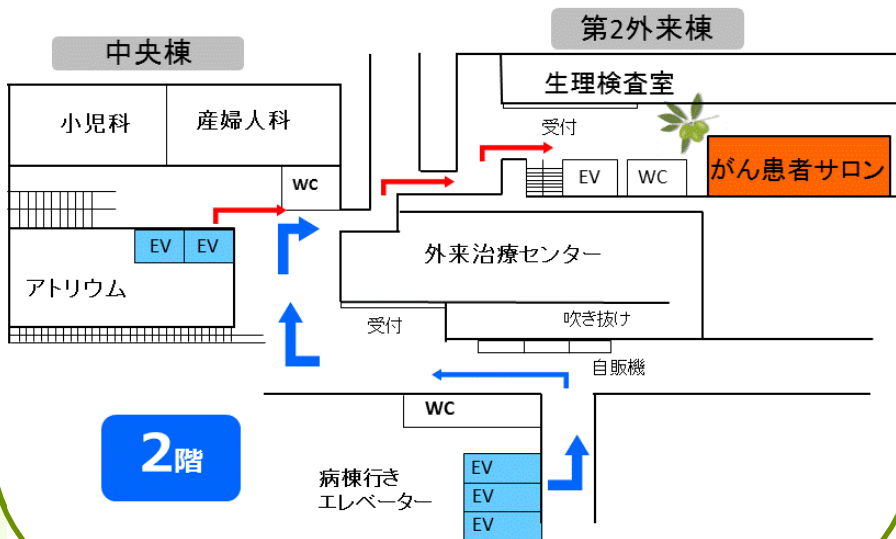 中央棟
第2外来棟
小児科
産婦人科
生理検査室
受付
WC
EV
WC
がん患者サロン
EV
EV
アトリウム
外来治療センター
受付
吹き抜け
自販機
WC
2階
病棟行き
エレベーター
EV
EV
EV